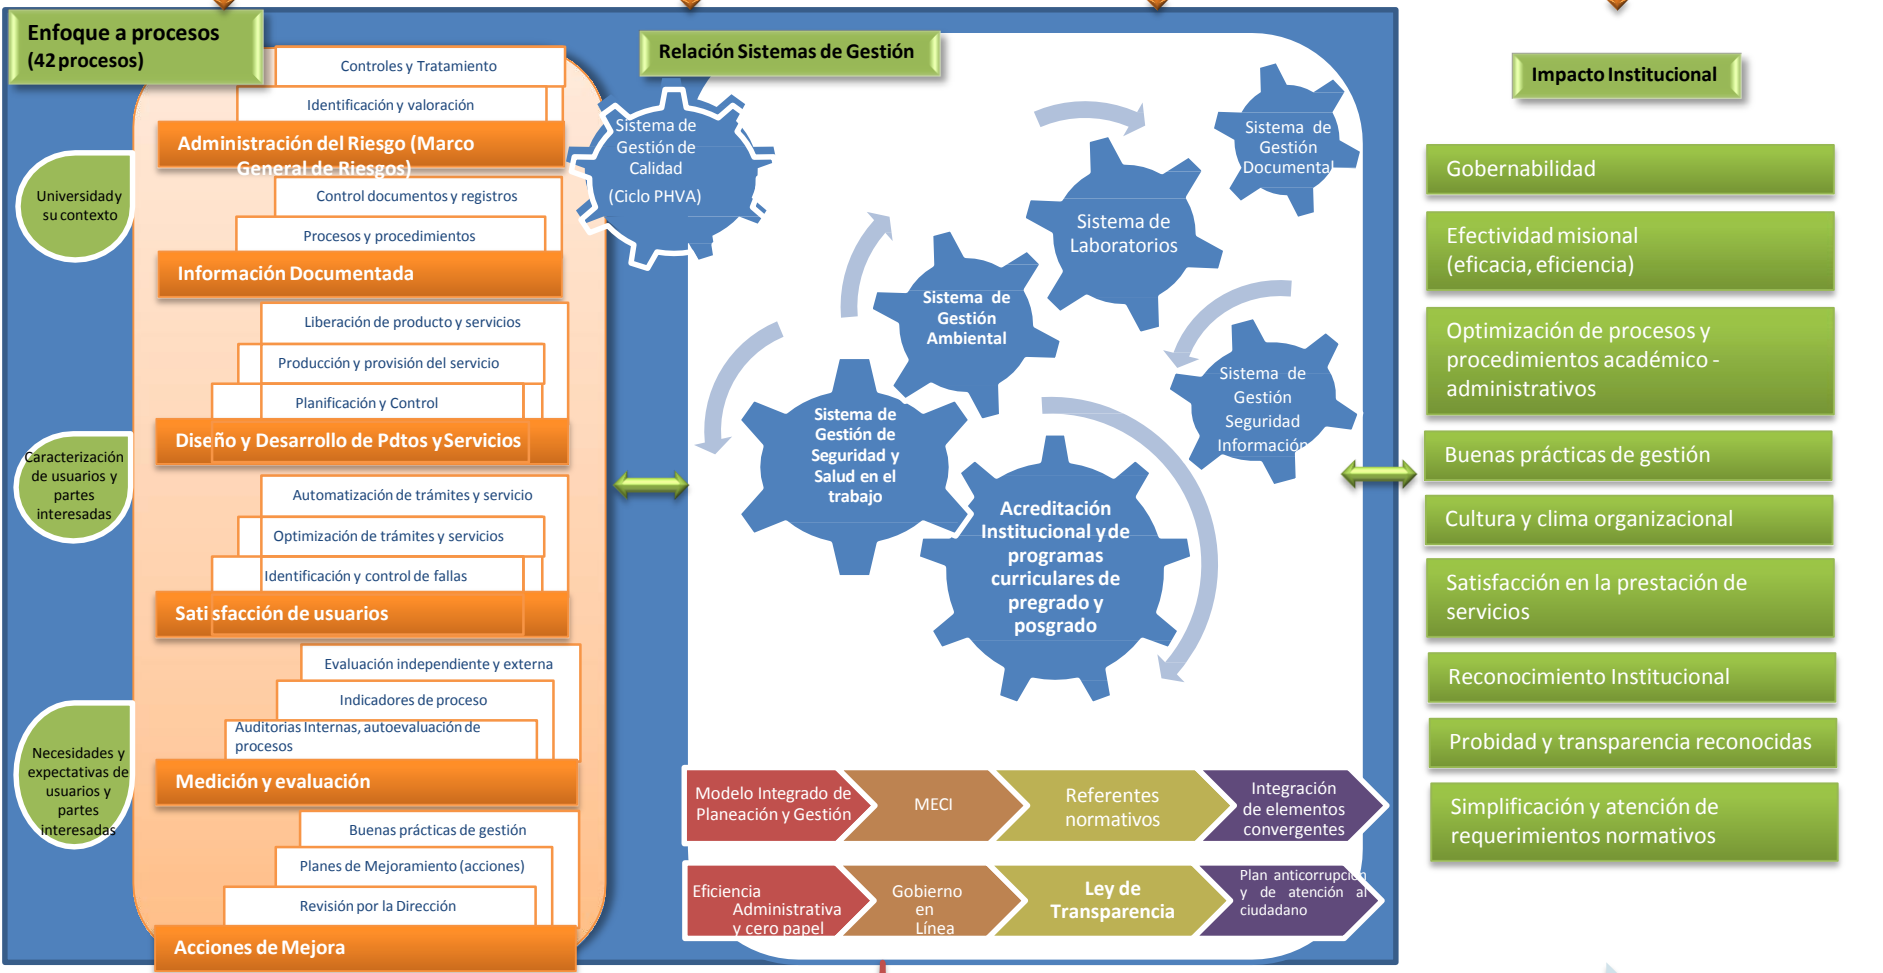 Enfoque a procesos
(42 procesos)
Controles y Tratamiento
Identificación y valoración
Administración del Riesgo (Marco
General de Riesgos)
Control documentos y registros
Procesos y procedimientos
Información Documentada
Liberación de producto y servicios
Producción y provisión del servicio
Planificación y Control
Diseño y Desarrollo de Pdtos y Servicios
Automatización de trámites y servicio
Optimización de trámites y servicios
Identificación y control de fallas
Satisfacción de usuarios
Evaluación independiente y externa
Indicadores de proceso
Auditorias Internas, autoevaluación de
procesos
Medición y evaluación
Buenas prácticas de gestión
Planes de Mejoramiento (acciones)
Revisión por la Dirección
Acciones de Mejora
Universidad y
su contexto
Caracterización
de usuarios y
partes
interesadas
Necesidades y
expectativas de
usuarios y
partes
interesadas
Relación Sistemas de Gestión
Sistema de
Gestión de
Calidad
(Ciclo PHVA)
Sistema de
Gestión
Documental
Sistema de
Laboratorios
Sistema de
Gestión
Ambiental
Sistema de
Gestión
Seguridad
Información
Sistema de
Gestión de
Seguridad y
Salud en el
trabajo
Acreditación
Institucional y de
programas
curriculares de
pregrado y
posgrado
Modelo Integrado de
Planeación y Gestión
MECI
Referentes
normativos
Integración
de elementos
convergentes
Eficiencia
Administrativa
y cero papel
Gobierno
en
Línea
Ley de
Transparencia
Plan anticorrupción
y de atención al
ciudadano
Impacto Institucional
Gobernabilidad
Efectividad misional
(eficacia, eficiencia)
Optimización de procesos y
procedimientos académico -
administrativos
Buenas prácticas de gestión
Cultura y clima organizacional
Satisfacción en la prestación de
servicios
Reconocimiento Institucional
Probidad y transparencia reconocidas
Simplificación y atención de
requerimientos normativos